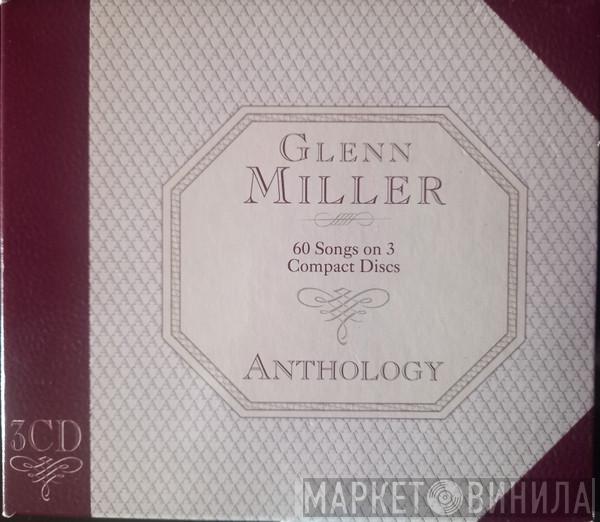 GLENN
MILLER
60 Songs on 3
Compact Discs
ANTHOLOGY
3CD
МАРКЕТ ВИНИЛА